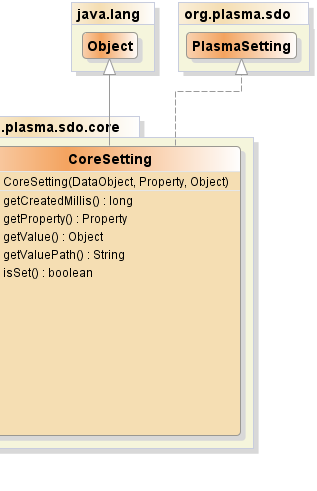 java.lang
org.plasma.sdo
Object
PlasmaSetting
.plasma.sdo.core
CoreSetting
CoreSetting(DataObject, Property, Object)
getCreatedMillis() : long
getProperty() : Property
getValue() : Object
getValuePath() : String
isSet() : boolean